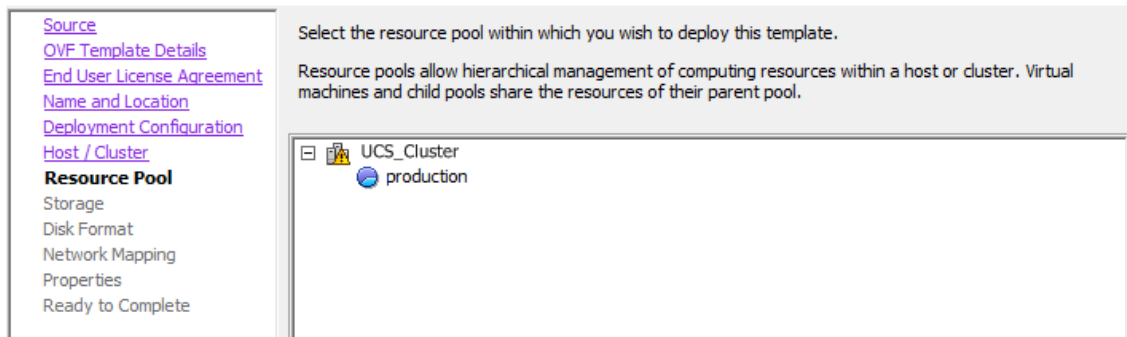 Source
OVF Template Details
End User License Agreement
Name and Location
Deployment Configuration
Host / Cluster
Resource Pool
Storage
Disk Format
Network Mapping
Properties
Ready to Complete
Select the resource pool within which you wish to deploy this template.
Resource pools allow hierarchical management of computing resources within a host or cluster. Virtual
machines and child pools share the resources of their parent pool.
UCS_Cluster
production